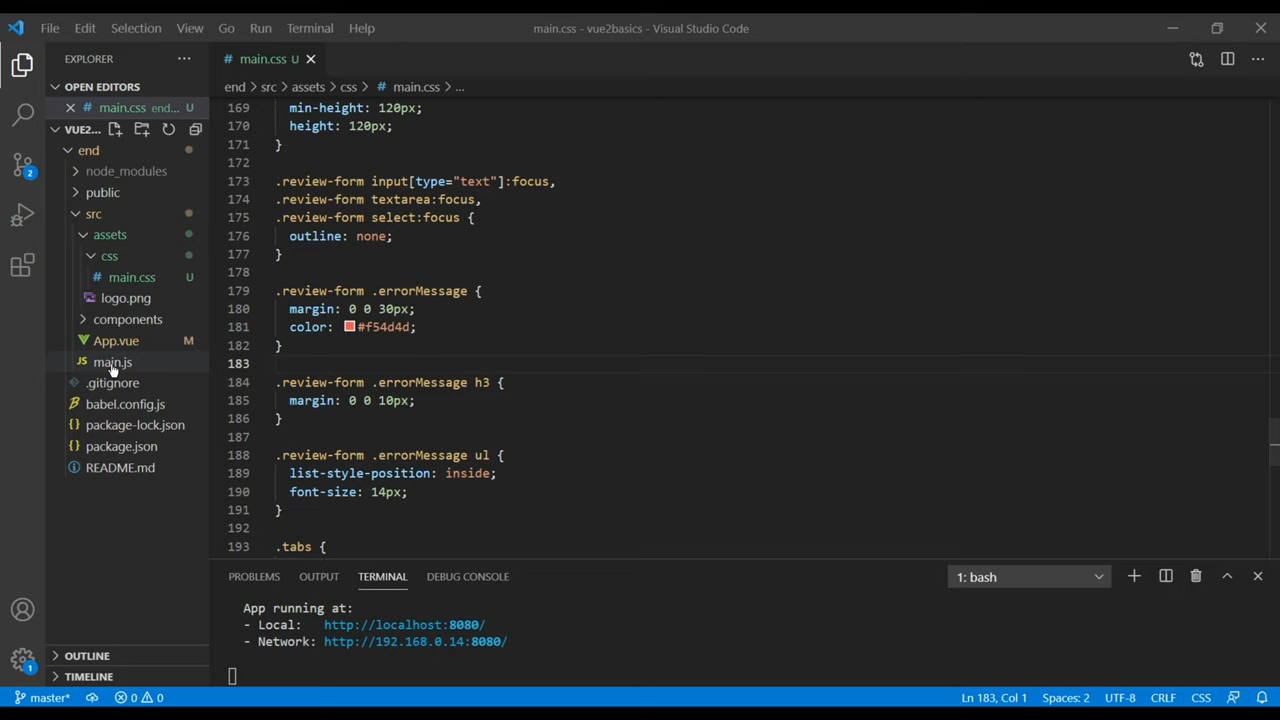 File Edit Selection View Go Run Terminal Help main.css - vue2basics - Visual Studio Code
EXPLORER
# main.css U
OPEN EDITORS
end > src > assets > css > # main.css > ...
# main.css end... U
VUE2...
end
node_modules
public
src
assets
css
# main.css U
logo.png
components
App.vue M
JS main.js
.gitignore
babel.config.js
{} package-lock.json
{} package.json
README.md
OUTLINE
TIMELINE
2
1
169 min-height: 120px;
170 height: 120px;
171 }
172
173 .review-form input[type="text"]:focus,
174 .review-form textarea:focus,
175 .review-form select:focus {
176 outline: none;
177 }
178
179 .review-form .errorMessage {
180 margin: 0 0 30px;
181 color: #f54d4d;
182 }
183
184 .review-form .errorMessage h3 {
185 margin: 0 0 10px;
186 }
187
188 .review-form .errorMessage ul {
189 list-style-position: inside;
190 font-size: 14px;
191 }
192
193 .tabs {
PROBLEMS OUTPUT TERMINAL DEBUG CONSOLE 1: bash
App running at:
- Local: http://localhost:8080/
- Network: http://192.168.0.14:8080/
master* 0 0 Ln 183, Col 1 Spaces: 2 UTF-8 CRLF CSS